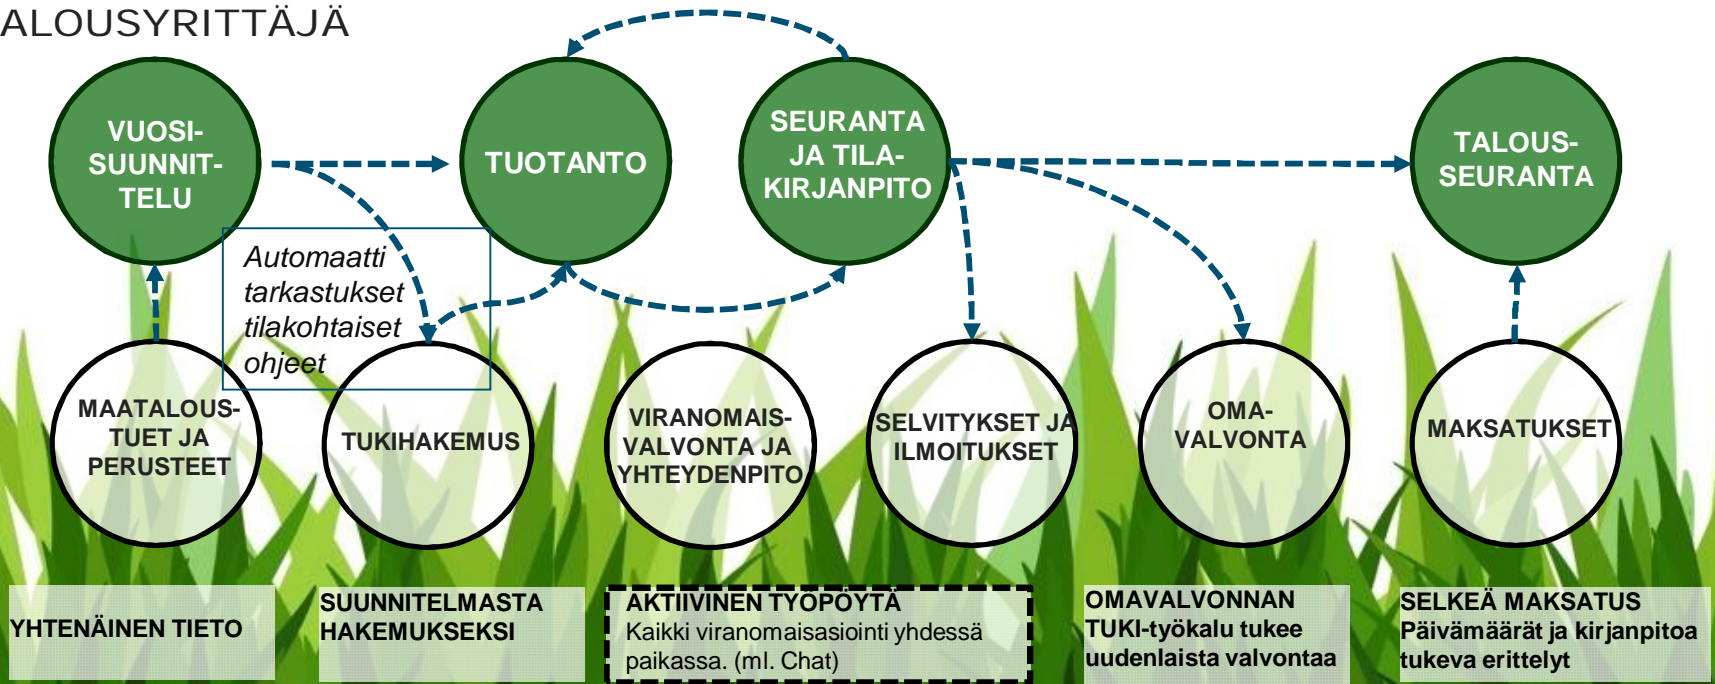 ALOUSYRITTÄJÄ
VUOSI-
SUUNNIT-
TELU
TUOTANTO
SEURANTA
JA TILA-
KIRJANPITO
TALOUS-
SEURANTA
Automaatti
tarkastukset
tilakohtaiset
ohjeet
MAATALOUS-
TUET JA
PERUSTEET
TUKIHAKEMUS
VIRANOMAIS-
VALVONTA JA
YHTEYDENPITO
SELVITYKSET JA
ILMOITUKSET
OMA-
VALVONTA
MAKSATUKSET
YHTENÄINEN TIETO
SUUNNITELMASTA
HAKEMUKSEKSI
AKTIIVINEN TYÖPÖYTÄ
Kaikki viranomaisasiointi yhdessä
paikassa. (ml. Chat)
OMAVALVONNAN
TUKI-työkalu tukee
uudenlaista valvontaa
SELKEÄ MAKSATUS
Päivämäärät ja kirjanpitoa
tukeva erittelyt